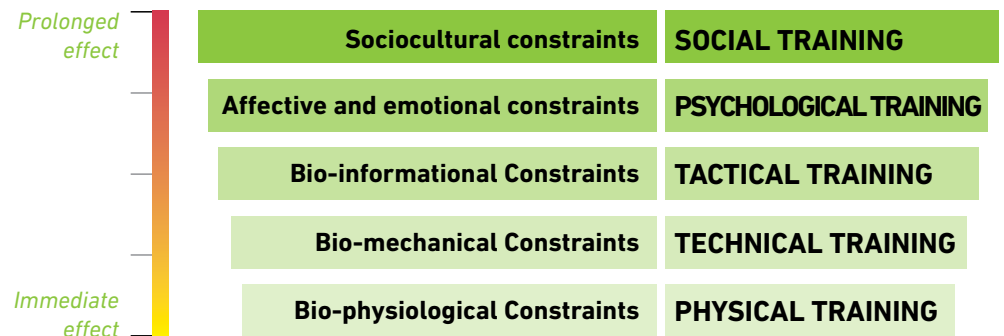 Prolonged
effect
Sociocultural constraints SOCIAL TRAINING
Affective and emotional constraints PSYCHOLOGICAL TRAINING
Bio-informational Constraints TACTICAL TRAINING
Bio-mechanical Constraints TECHNICAL TRAINING
Immediate
effect
Bio-physiological Constraints PHYSICAL TRAINING